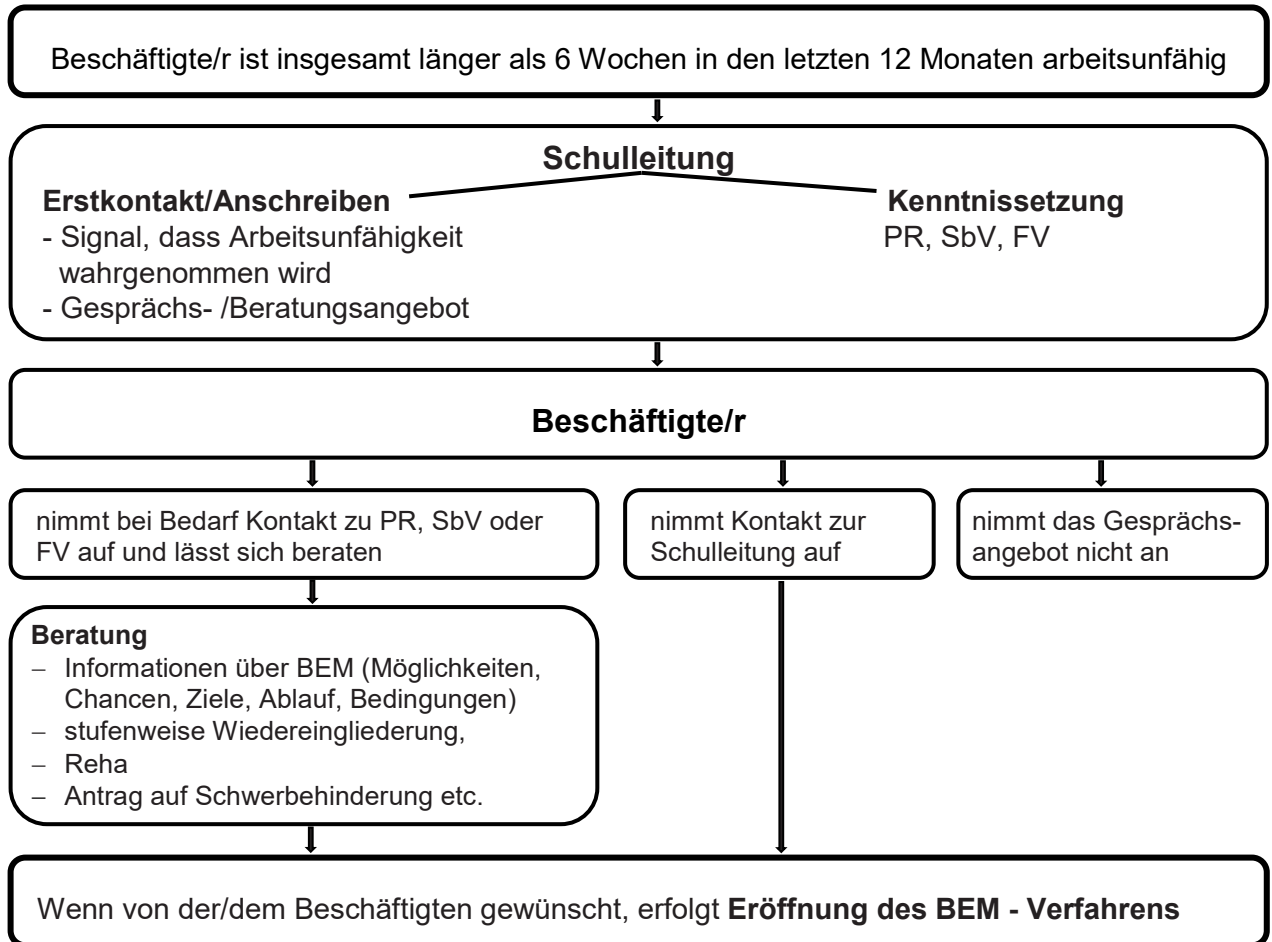 Beschäftigte/r ist insgesamt länger als 6 Wochen in den letzten 12 Monaten arbeitsunfähig
Schulleitung
Erstkontakt/Anschreiben
- Signal, dass Arbeitsunfähigkeit
wahrgenommen wird
- Gesprächs- /Beratungsangebot
Kenntnissetzung
PR, SbV, FV
Beschäftigte/r
nimmt bei Bedarf Kontakt zu PR, SbV oder
FV auf und lässt sich beraten
nimmt Kontakt zur
Schulleitung auf
nimmt das Gesprächs-
angebot nicht an
Beratung
– Informationen über BEM (Möglichkeiten,
Chancen, Ziele, Ablauf, Bedingungen)
– stufenweise Wiedereingliederung,
– Reha
– Antrag auf Schwerbehinderung etc.
Wenn von der/dem Beschäftigten gewünscht, erfolgt Eröffnung des BEM - Verfahrens